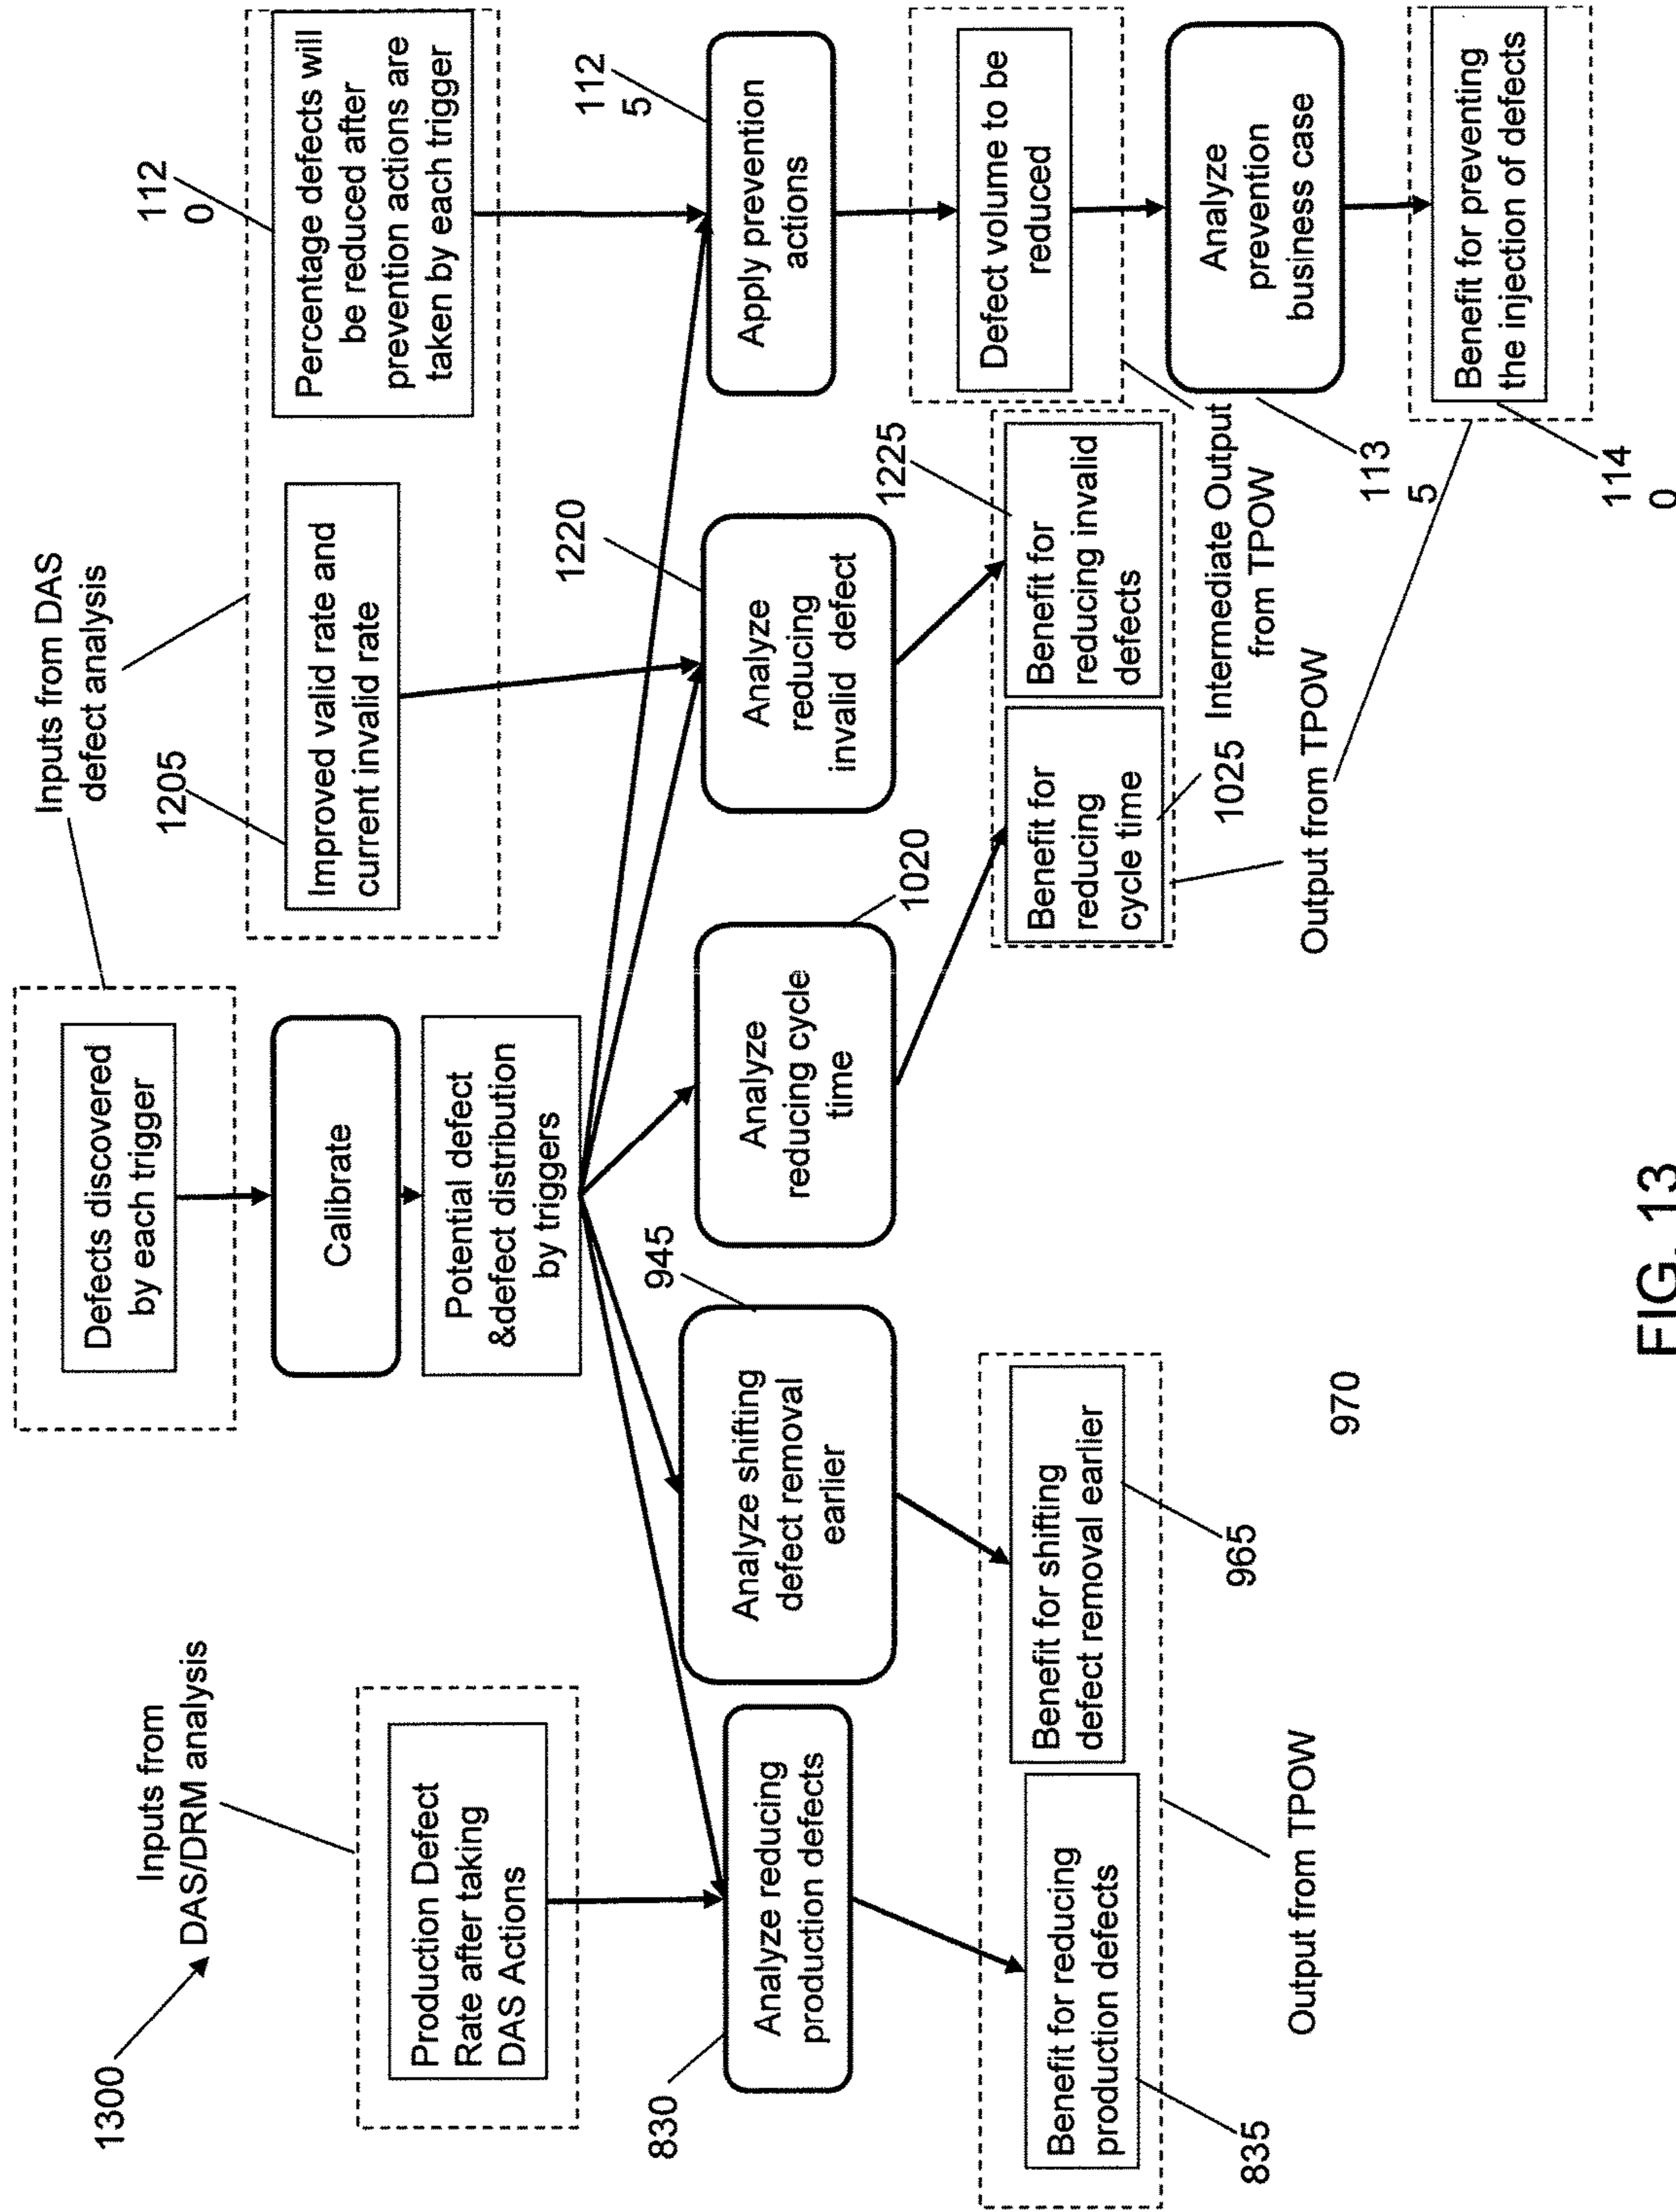 1300
Inputs from
DAS/DRM analysis
Inputs from DAS
defect analysis
Defects discovered
by each trigger
1205
112
0
Production Defect
Rate after taking
DAS Actions
Calibrate
Improved valid rate and
current invalid rate
Percentage defects will
be reduced after
prevention actions are
taken by each trigger
Potential defect
&defect distribution
by triggers
830
945
1020
1220
112
5
Analyze reducing
production defects
Analyze shifting
defect removal
earlier
Analyze
reducing cycle
time
Analyze
reducing
invalid defect
Apply prevention
actions
1225
Benefit for reducing
production defects
Benefit for shifting
defect removal earlier
Benefit for
reducing
cycle time
Benefit for
reducing invalid
defects
Defect volume to be
reduced
835
965
1025
Intermediate Output
from TPOW
Analyze
prevention
business case
Output from TPOW
970
Output from TPOW
113
5
Benefit for preventing
the injection of defects
114
0
FIG. 13